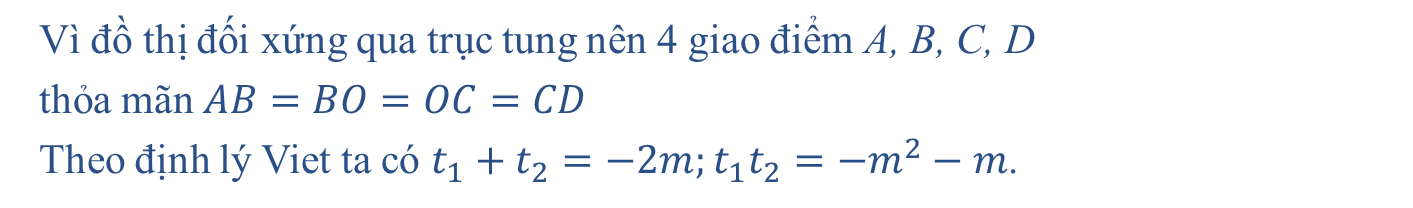 Vì đồ thị đối xứng qua trục tung nên 4 giao điểm A, B, C, D
thỏa mãn AB = BO = OC = CD
Theo định lý Viet ta có t₁ + t₂ = −2m; t₁t₂ = −m² − m.